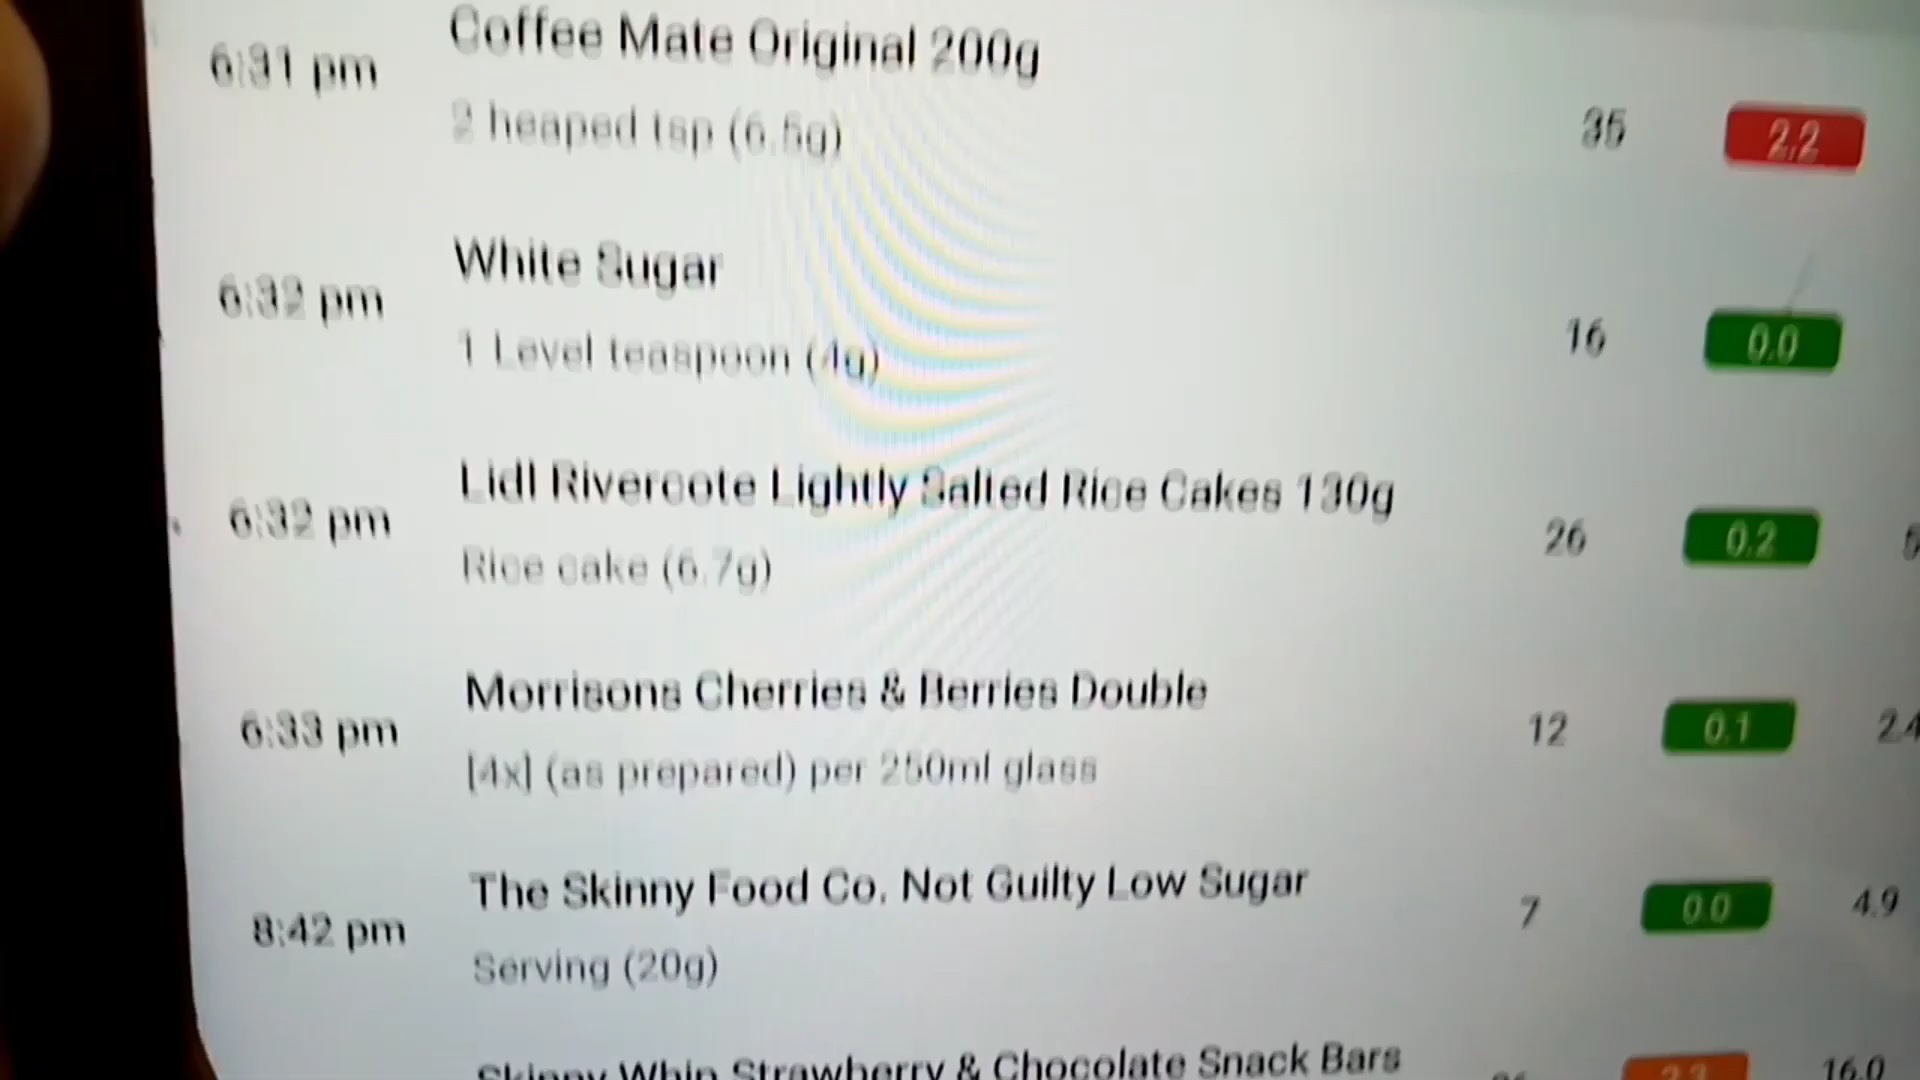 Coffee Mate Original 200g
6:31 pm
2 heaped tsp (6.5g)
35
2.2
White Sugar
6:32 pm
1 Level teaspoon (4g)
16
0.0
Lidl Rivercote Lightly Salted Rice Cakes 130g
6:32 pm
Rice cake (6.7g)
26
0.2
Morrisons Cherries & Berries Double
6:33 pm
[4x] (as prepared) per 250ml glass
12
0.1
2.4
The Skinny Food Co. Not Guilty Low Sugar
8:42 pm
Serving (20g)
7
0.0
4.9
Skinny Whip Strawberry & Chocolate Snack Bars
16.0